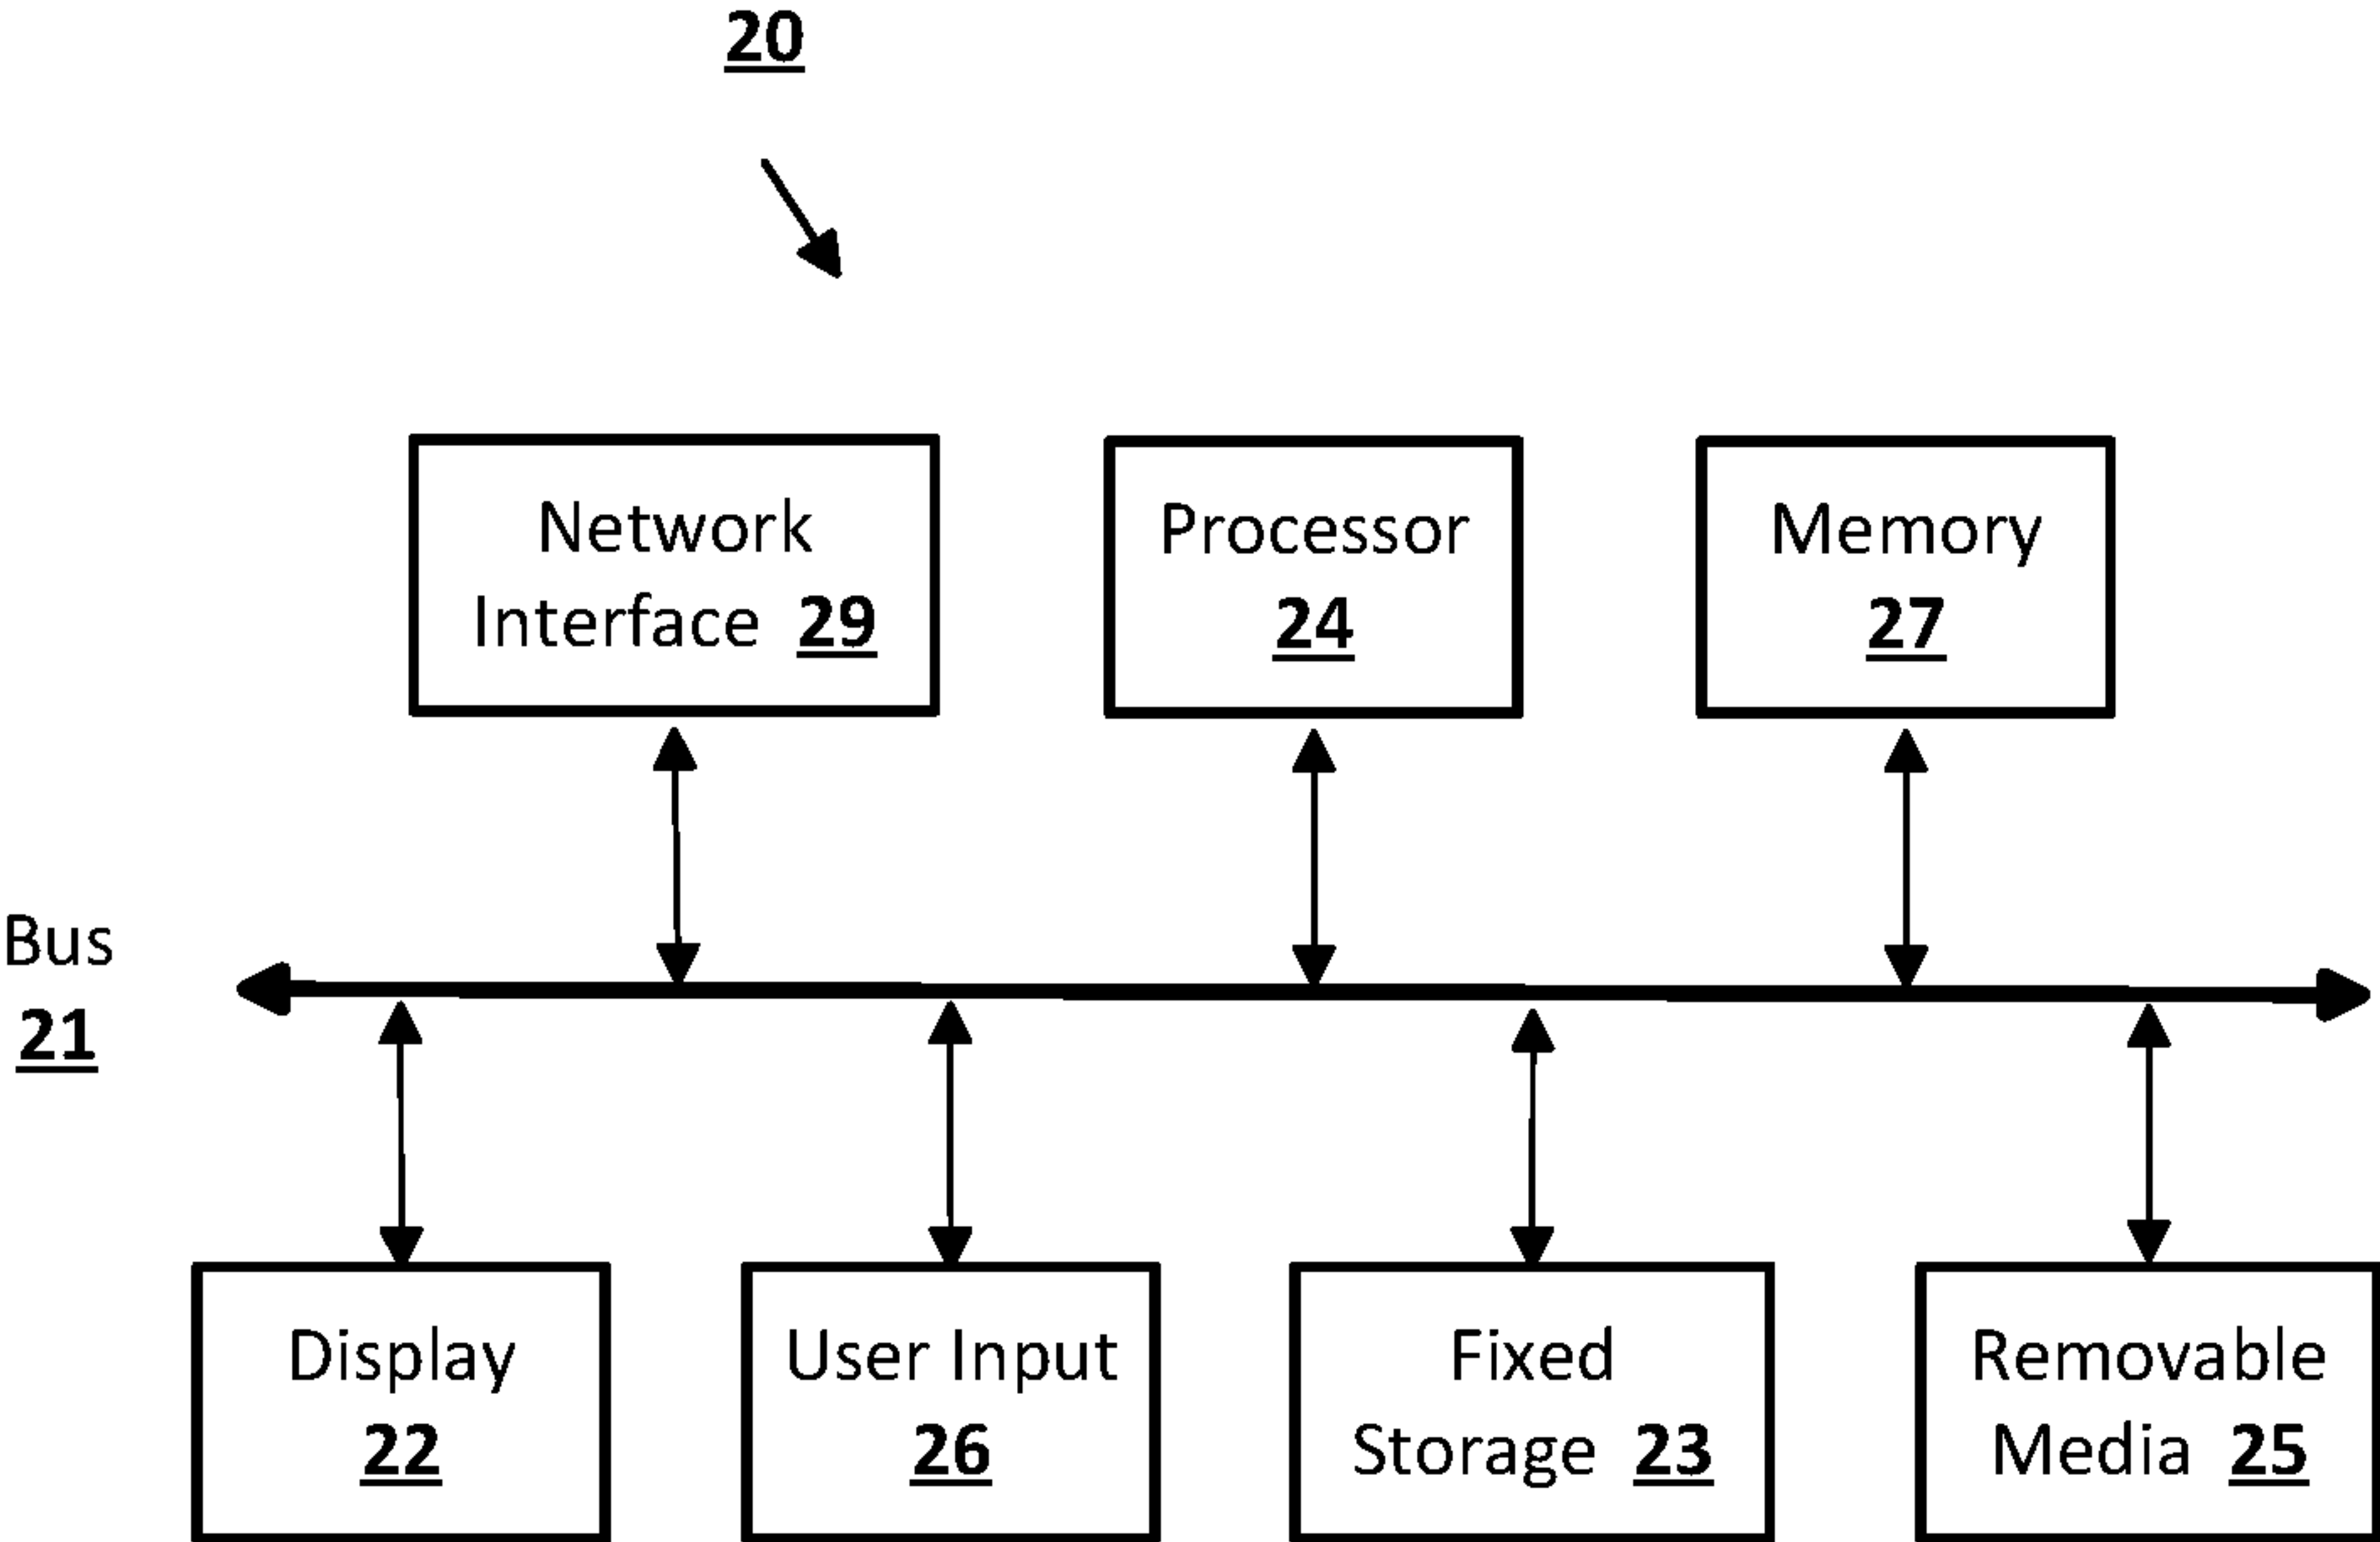 20
Network
Interface 29
Processor
24
Memory
27
Bus
21
Display
22
User Input
26
Fixed
Storage 23
Removable
Media 25